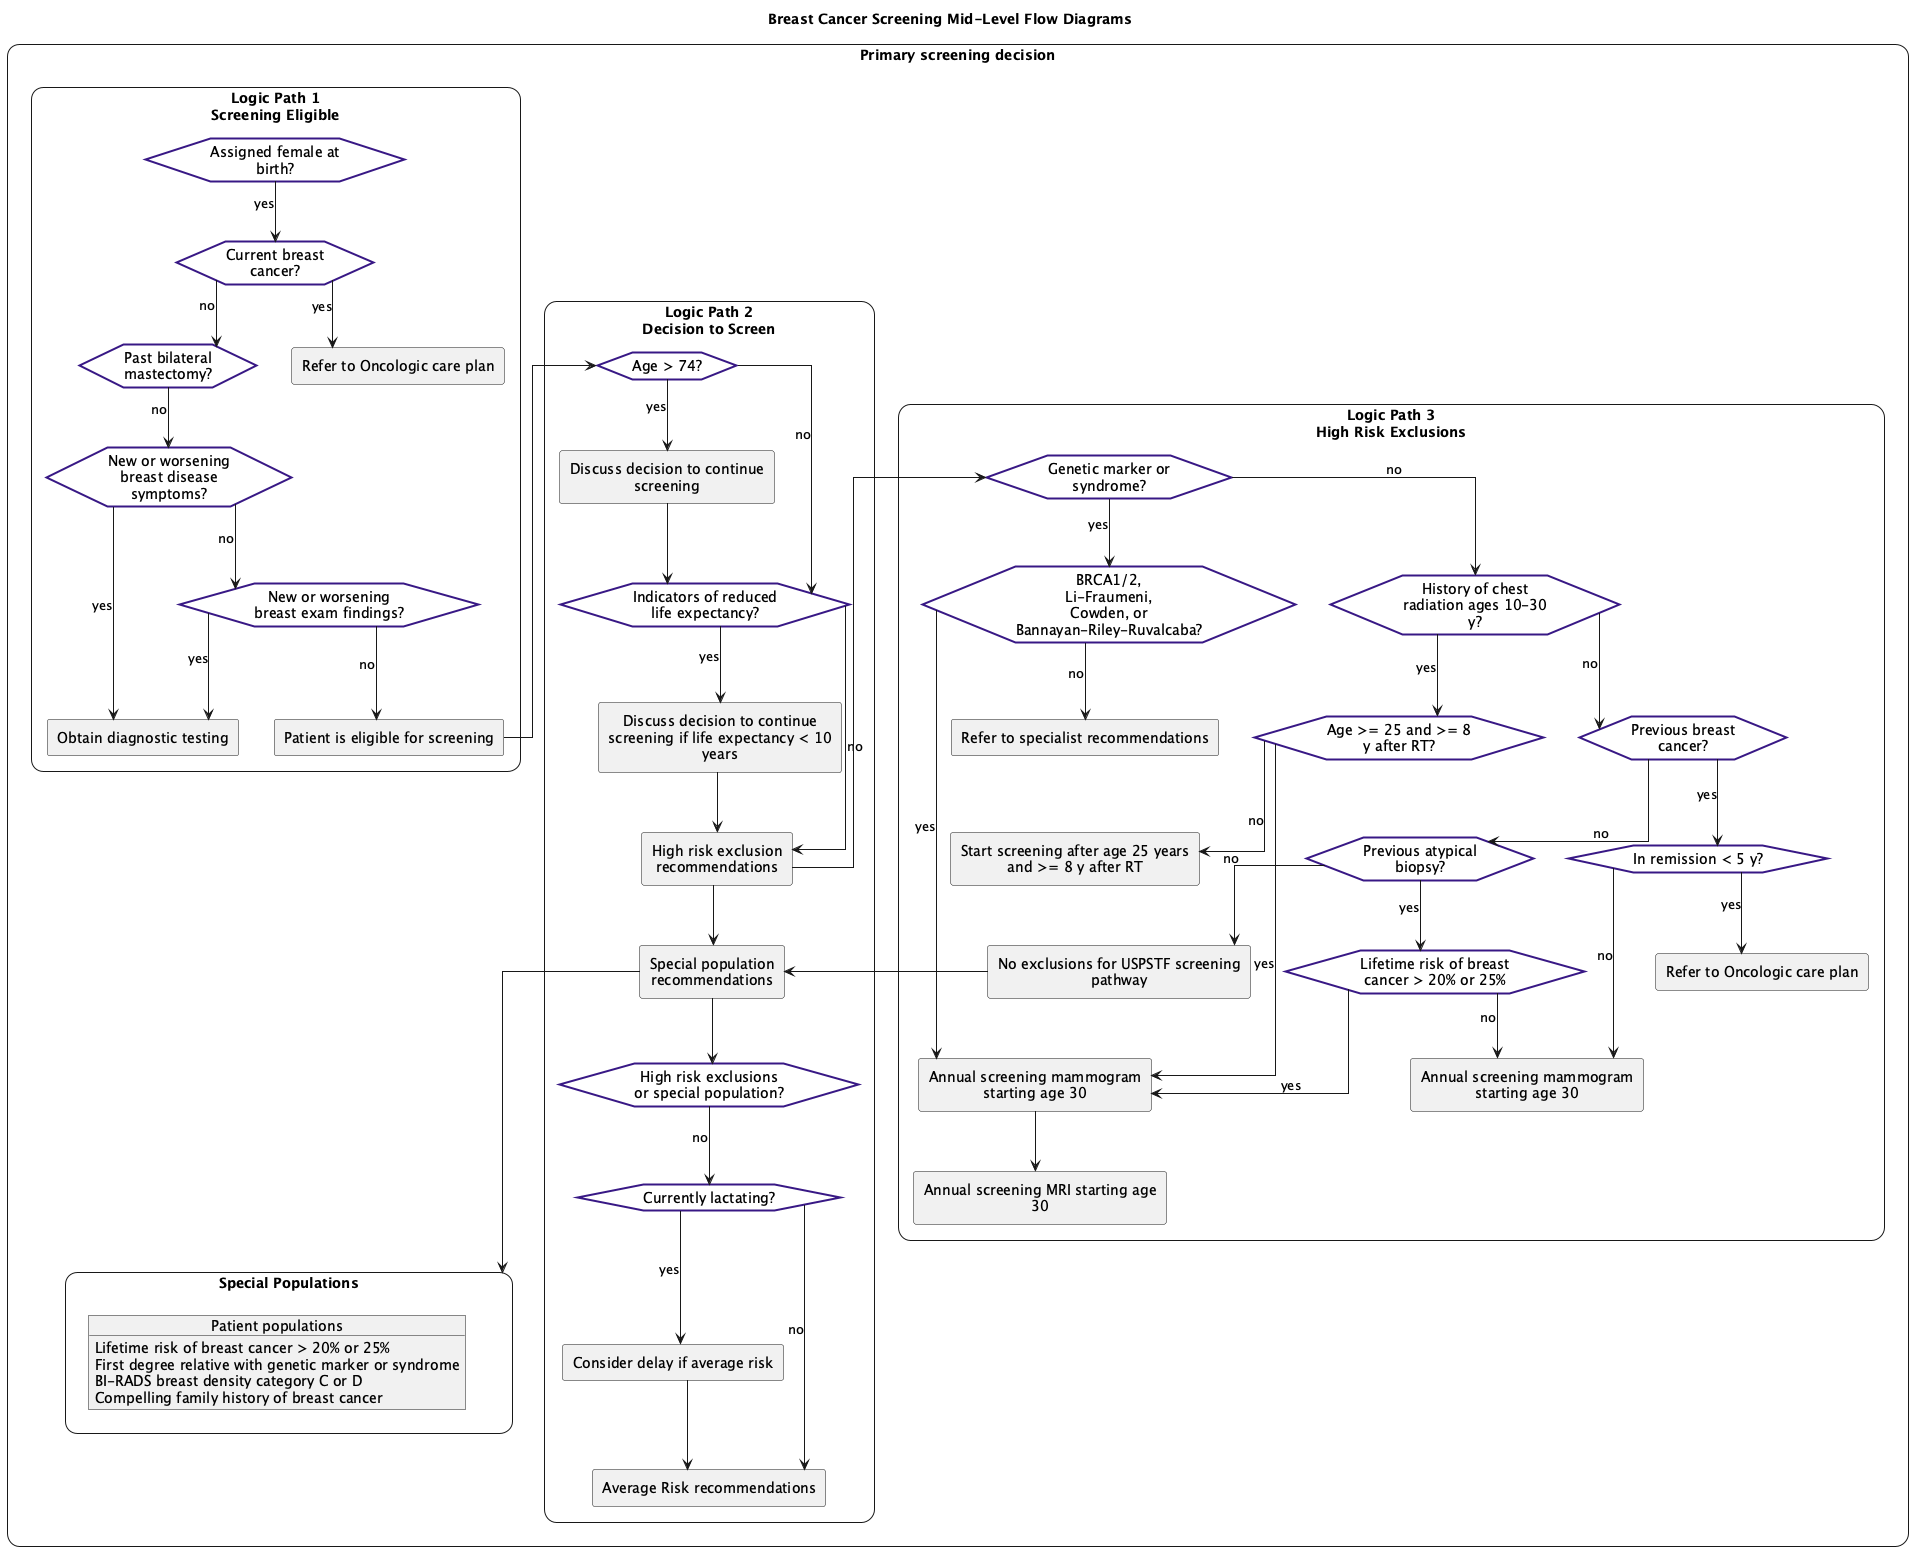 Breast Cancer Screening Mid-Level Flow Diagrams
Primary screening decision
Logic Path 1
Screening Eligible
Assigned female at
birth?
yes
Current breast
cancer?
no
yes
Past bilateral
mastectomy?
Refer to Oncologic care plan
no
New or worsening
breast disease
symptoms?
no
yes
New or worsening
breast exam findings?
yes
no
Obtain diagnostic testing
Patient is eligible for screening
Logic Path 2
Decision to Screen
Age > 74?
yes
no
Discuss decision to continue
screening
Indicators of reduced
life expectancy?
yes
no
Discuss decision to continue
screening if life expectancy < 10
years
High risk exclusion
recommendations
Special population
recommendations
High risk exclusions
or special population?
no
Currently lactating?
yes
no
Consider delay if average risk
Average Risk recommendations
Logic Path 3
High Risk Exclusions
Genetic marker or
syndrome?
no
yes
BRCA1/2,
Li-Fraumeni,
Cowden, or
Bannayan-Riley-Ruvalcaba?
History of chest
radiation ages 10-30
y?
no
yes
no
Refer to specialist recommendations
Age >= 25 and >= 8
y after RT?
Previous breast
cancer?
yes
yes
no
no
Start screening after age 25 years
and >= 8 y after RT
no
Previous atypical
biopsy?
In remission < 5 y?
yes
yes
no
No exclusions for USPSTF screening
pathway
yes
Lifetime risk of breast
cancer > 20% or 25%
Refer to Oncologic care plan
no
yes
Annual screening mammogram
starting age 30
Annual screening mammogram
starting age 30
Annual screening MRI starting age
30
Special Populations
Patient populations
Lifetime risk of breast cancer > 20% or 25%
First degree relative with genetic marker or syndrome
BI-RADS breast density category C or D
Compelling family history of breast cancer